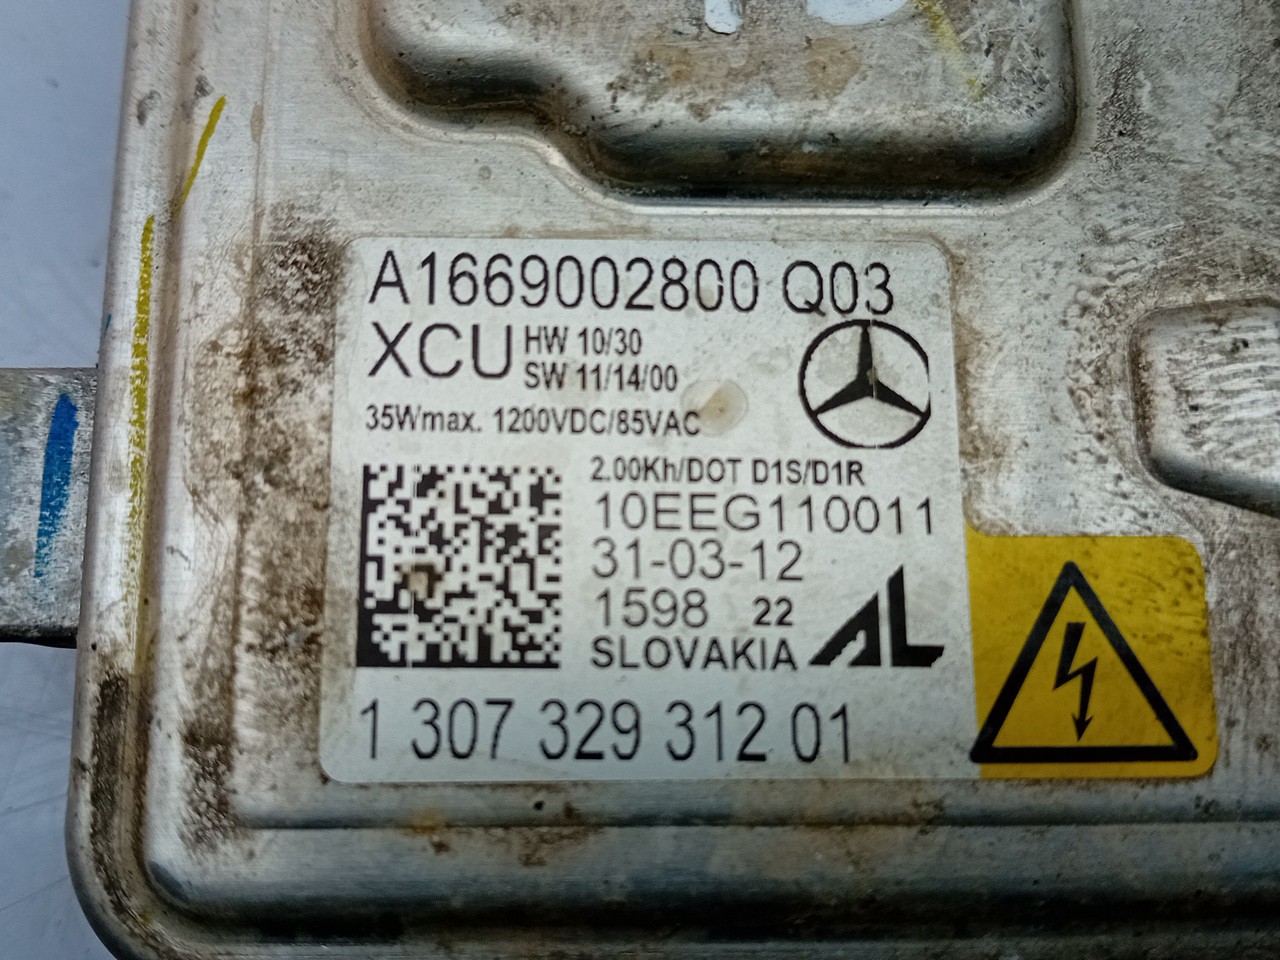 A1669002800 Q03
XCU HW 10/30
SW 11/14/00
35Wmax. 1200VDC/85VAC
2.00Kh/DOT D1S/D1R
10EEG110011
31-03-12
1598 22
SLOVAKIA AL
1 307 329 312 01